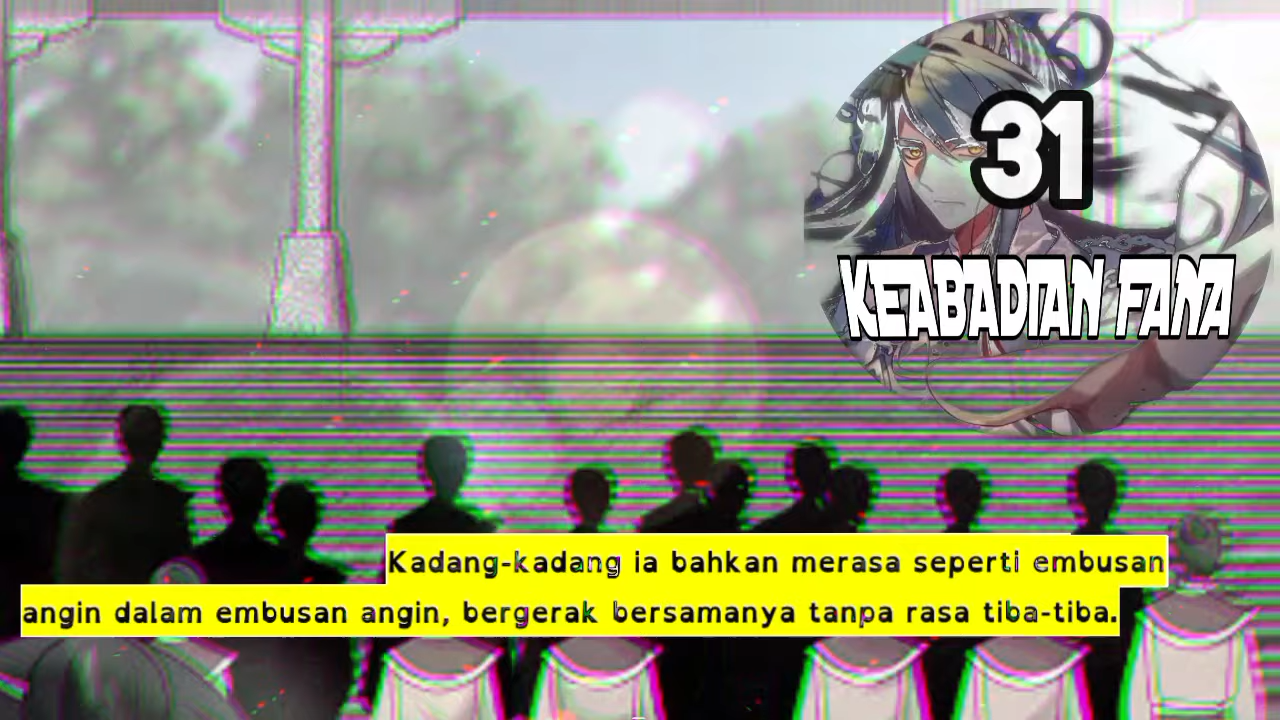 31
KEABADIAN FANA
Kadang-kadang ia bahkan merasa seperti embusan
angin dalam embusan angin, bergerak bersamanya tanpa rasa tiba-tiba.